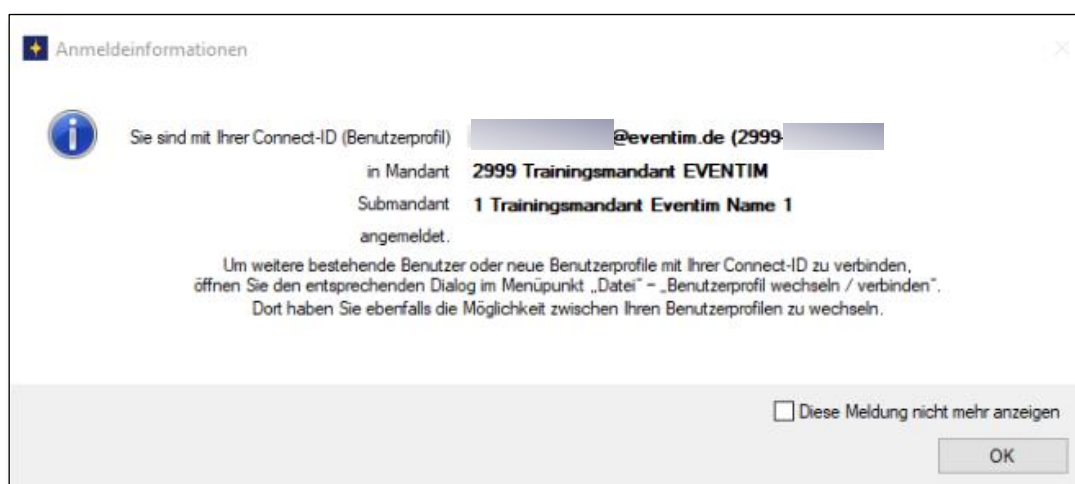 Anmeldeinformationen
Sie sind mit Ihrer Connect-ID (Benutzerprofil) @eventim.de (2999-
in Mandant 2999 Trainingsmandant EVENTIM
Submandant 1 Trainingsmandant Eventim Name 1
angemeldet.
Um weitere bestehende Benutzer oder neue Benutzerprofile mit Ihrer Connect-ID zu verbinden,
öffnen Sie den entsprechenden Dialog im Menüpunkt „Datei" – „Benutzerprofil wechseln / verbinden".
Dort haben Sie ebenfalls die Möglichkeit zwischen Ihren Benutzerprofilen zu wechseln.
Diese Meldung nicht mehr anzeigen
OK